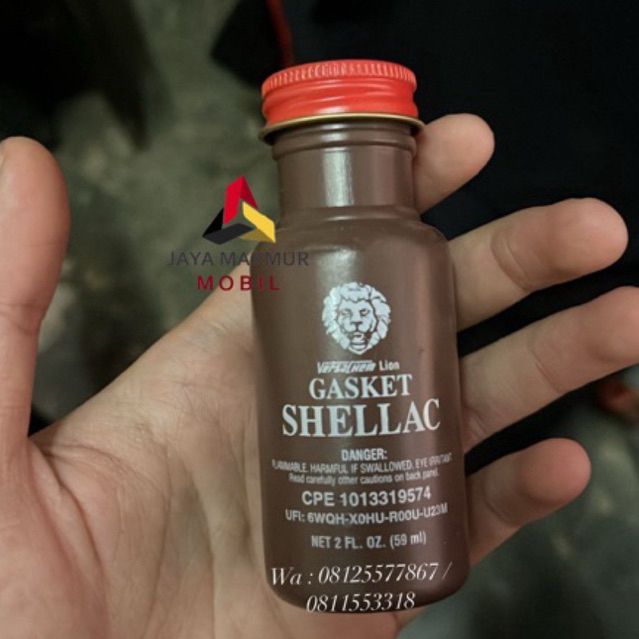 JAYA MAKMUR
MOBIL
VERSACHEM Lion
GASKET
SHELLAC
DANGER:
FLAMMABLE. HARMFUL IF SWALLOWED. EYE IRRITANT
Read carefully other cautions on back panel.
CPE 1013319574
UFI: 6WQH-X0HU-R00U-U23M
NET 2 FL. OZ. (59 ml)
Wa : 08125577867 /
0811553318